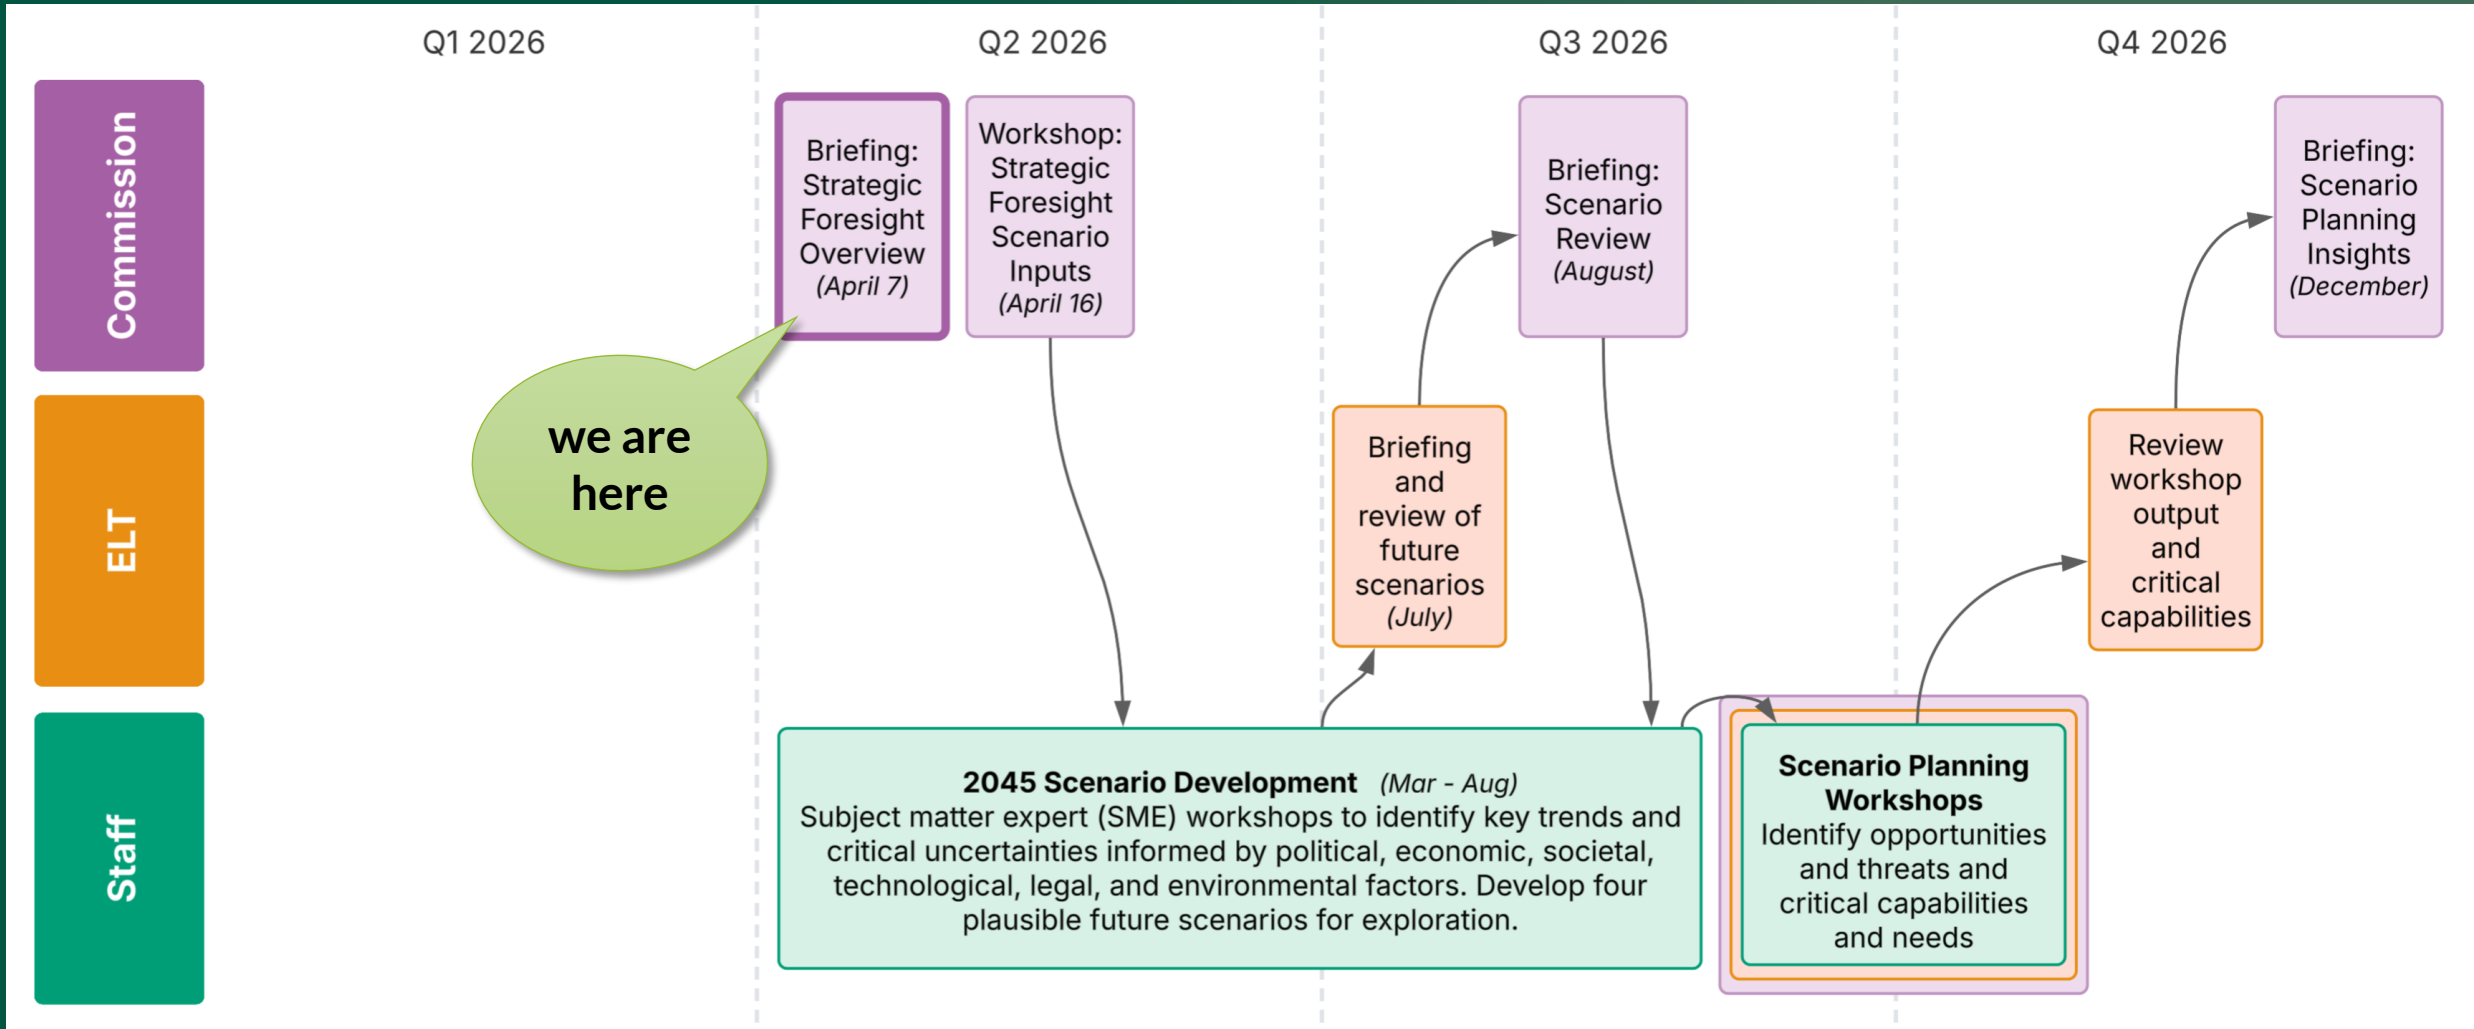 Q1 2026
Q2 2026
Q3 2026
Q4 2026
Commission
Briefing:
Strategic
Foresight
Overview
(April 7)
Workshop:
Strategic
Foresight
Scenario
Inputs
(April 16)
Briefing:
Scenario
Review
(August)
Briefing:
Scenario
Planning
Insights
(December)
we are
here
ELT
Briefing
and
review of
future
scenarios
(July)
Review
workshop
output
and
critical
capabilities
Staff
2045 Scenario Development (Mar - Aug)
Subject matter expert (SME) workshops to identify key trends and
critical uncertainties informed by political, economic, societal,
technological, legal, and environmental factors. Develop four
plausible future scenarios for exploration.
Scenario Planning
Workshops
Identify opportunities
and threats and
critical capabilities
and needs